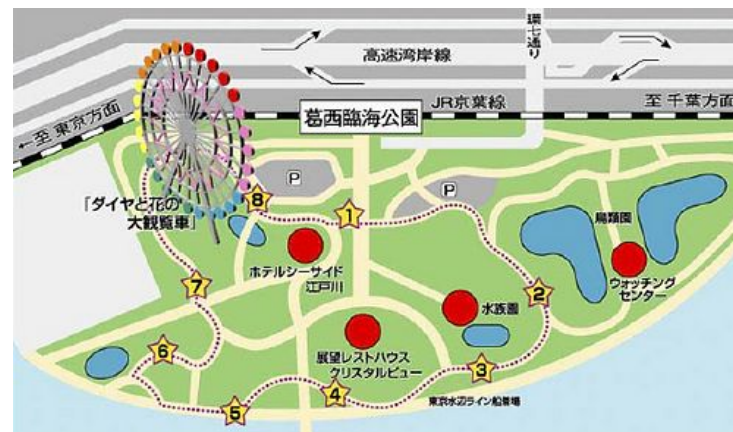 環七通り
高速湾岸線
JR京葉線
至 千葉方面
葛西臨海公園
←至 東京方面
P
P
「ダイヤと花の
大観覧車」
8
1
鳥類園
ホテルシーサイド
江戸川
7
2
ウォッチング
センター
水族園
6
展望レストハウス
クリスタルビュー
3
4
5
東京水辺ライン船着場